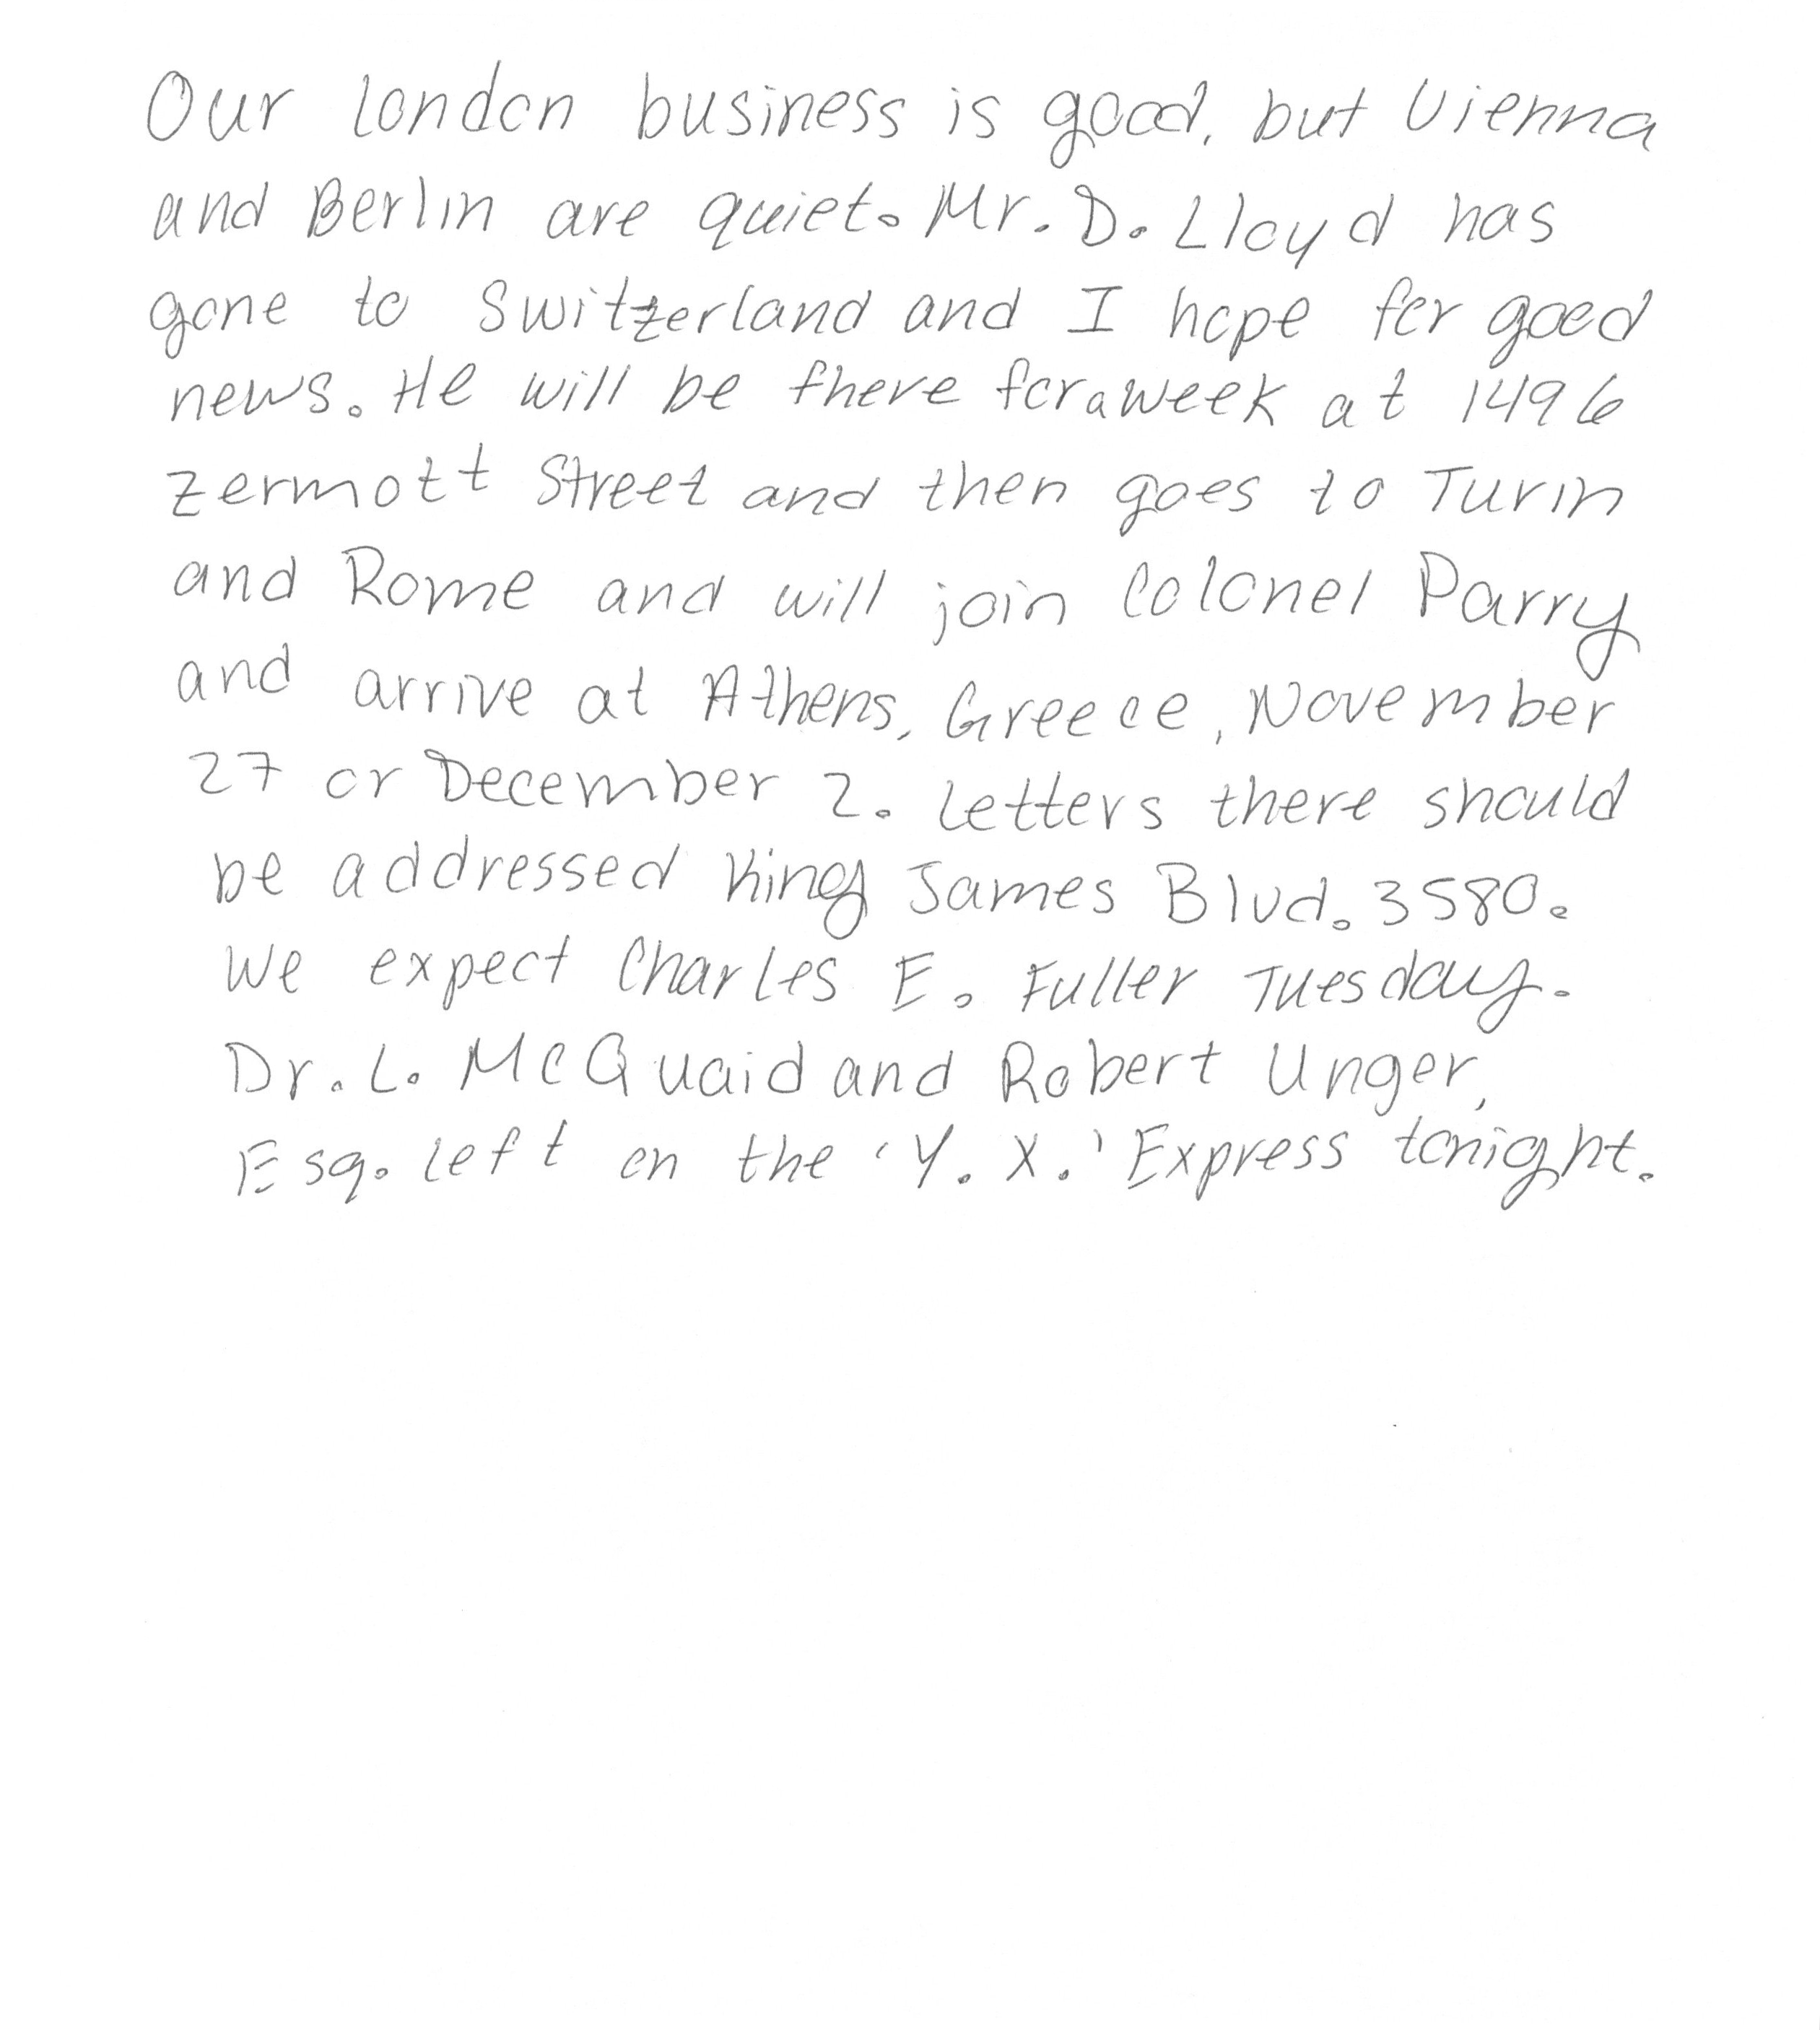 Our London business is good, but Vienna
and Berlin are quiet. Mr. D. Lloyd has
gone to Switzerland and I hope for good
news. He will be there for a week at 1496
Zermott Street and then goes to Turin
and Rome and will join Colonel Parry
and arrive at Athens, Greece, November
27 or December 2. Letters there should
be addressed King James Blvd. 3580.
We expect Charles E. Fuller Tuesday.
Dr. L. McQuaid and Robert Unger,
Esq. left on the 'Y. X.' Express tonight.